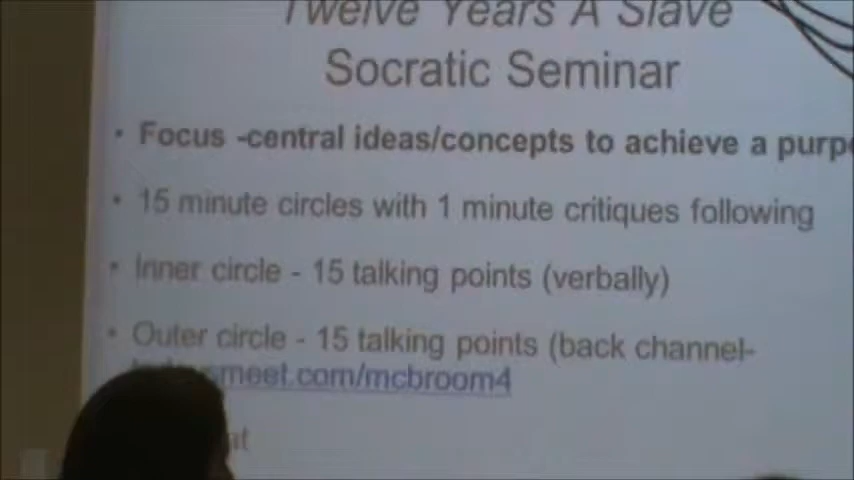 Twelve Years A Slave
Socratic Seminar
• Focus -central ideas/concepts to achieve a
• 15 minute circles with 1 minute critiques following
• Inner circle - 15 talking points (verbally)
• Outer circle - 15 talking points (back channel-
meet.com/mcbroom4